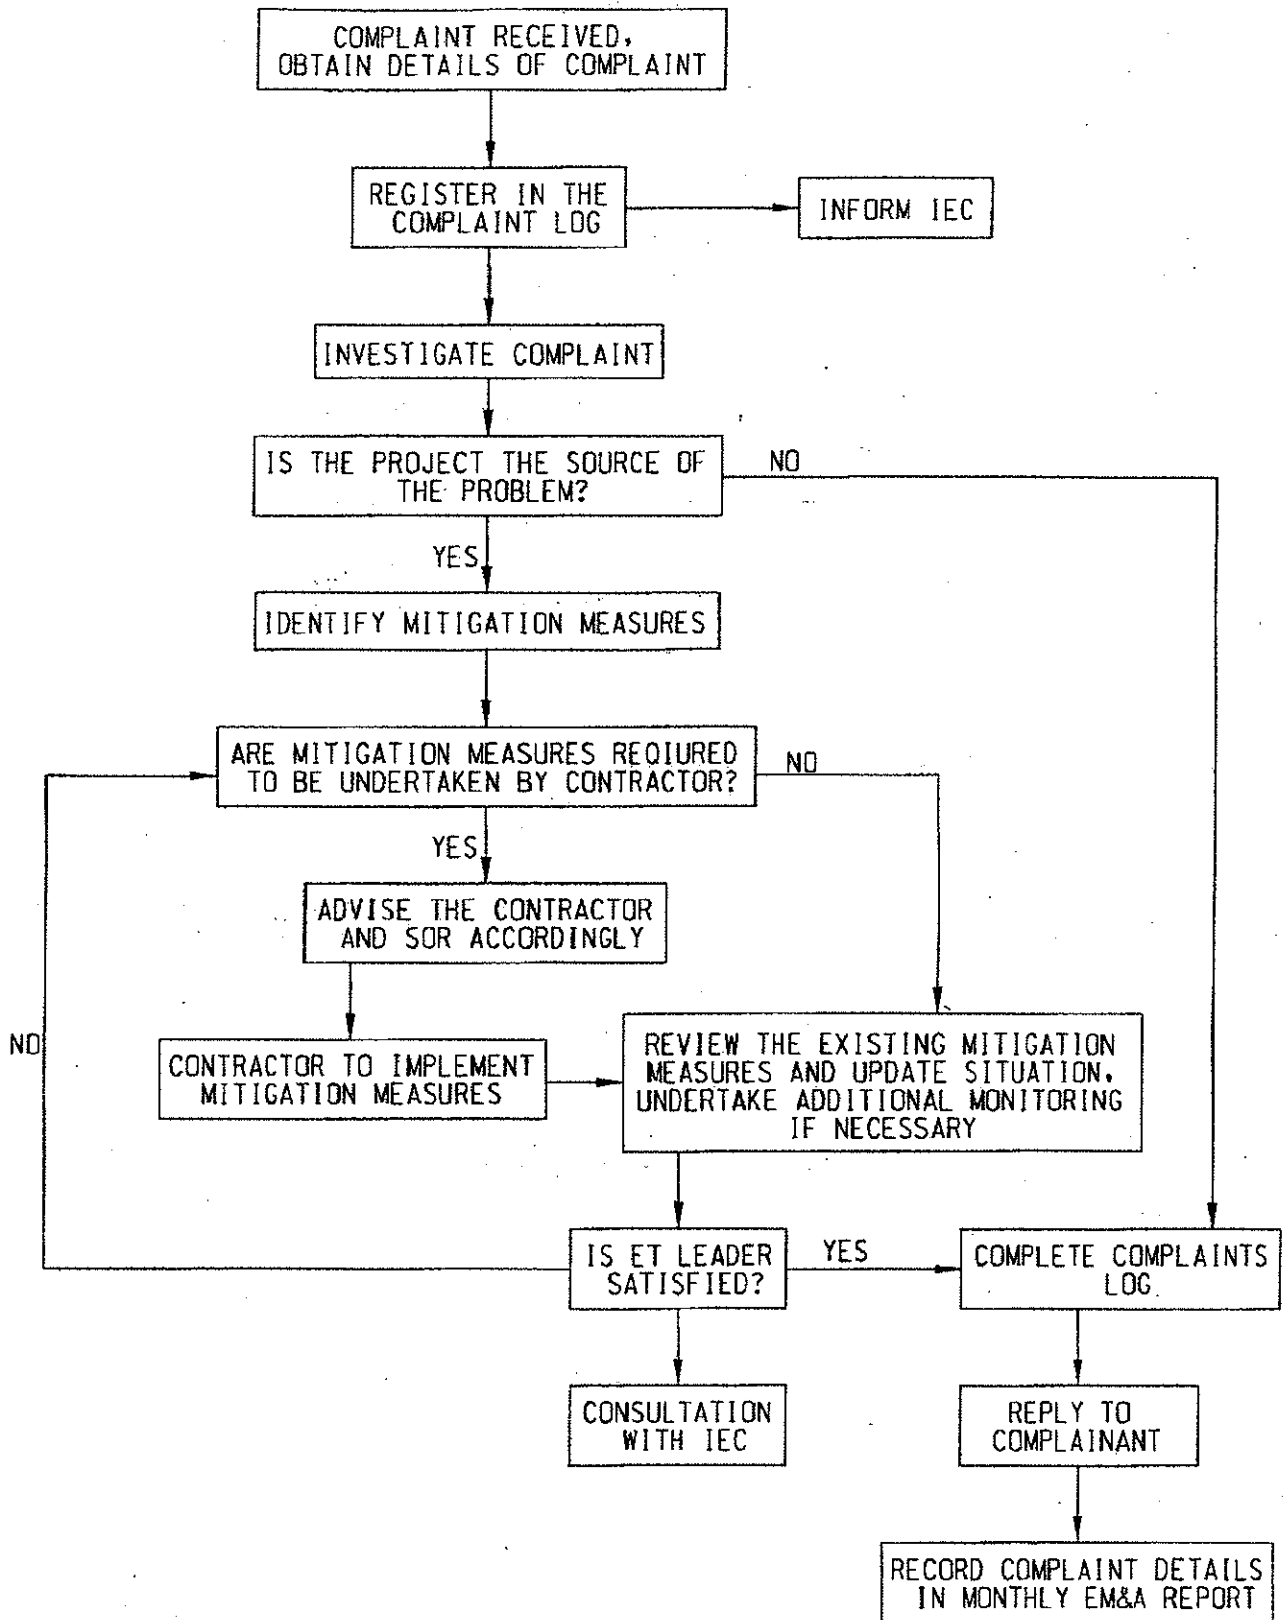 COMPLAINT RECEIVED,
OBTAIN DETAILS OF COMPLAINT
REGISTER IN THE
COMPLAINT LOG
INFORM IEC
INVESTIGATE COMPLAINT
IS THE PROJECT THE SOURCE OF
THE PROBLEM?
NO
YES
IDENTIFY MITIGATION MEASURES
ARE MITIGATION MEASURES REQIURED
TO BE UNDERTAKEN BY CONTRACTOR?
NO
YES
ADVISE THE CONTRACTOR
AND SOR ACCORDINGLY
NO
CONTRACTOR TO IMPLEMENT
MITIGATION MEASURES
REVIEW THE EXISTING MITIGATION
MEASURES AND UPDATE SITUATION,
UNDERTAKE ADDITIONAL MONITORING
IF NECESSARY
IS ET LEADER
SATISFIED?
YES
COMPLETE COMPLAINTS
LOG
CONSULTATION
WITH IEC
REPLY TO
COMPLAINANT
RECORD COMPLAINT DETAILS
IN MONTHLY EM&A REPORT